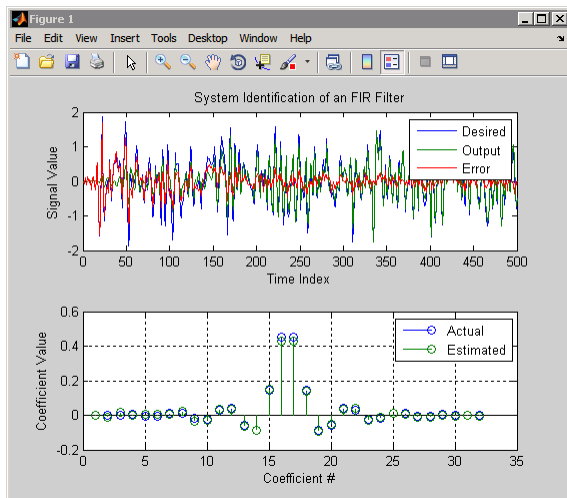 Figure 1
File Edit View Insert Tools Desktop Window Help
System Identification of an FIR Filter
2
1
0
-1
-2
Signal Value
Desired
Output
Error
0 50 100 150 200 250 300 350 400 450 500
Time Index
0.6
0.4
0.2
0
-0.2
Coefficient Value
Actual
Estimated
0 5 10 15 20 25 30 35
Coefficient #